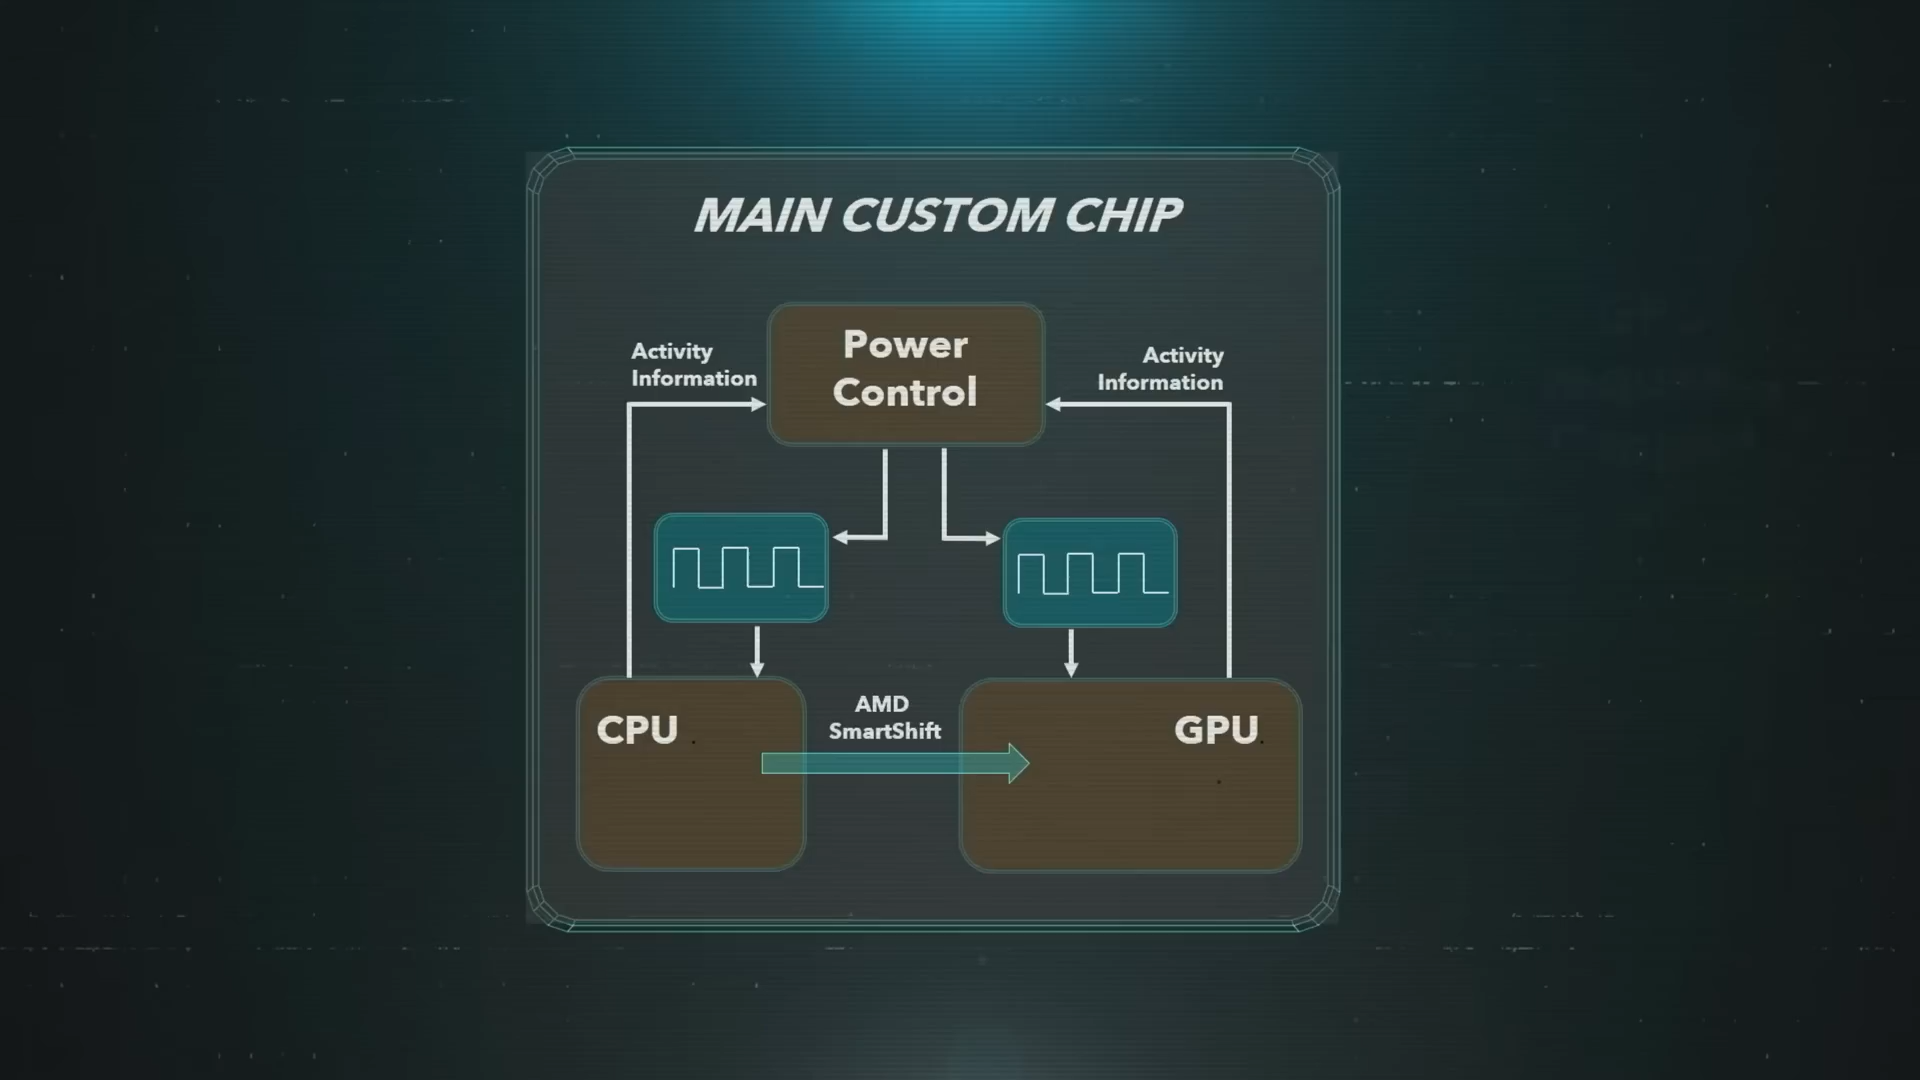 MAIN CUSTOM CHIP
Power
Control
Activity
Information
Activity
Information
CPU
AMD
SmartShift
GPU